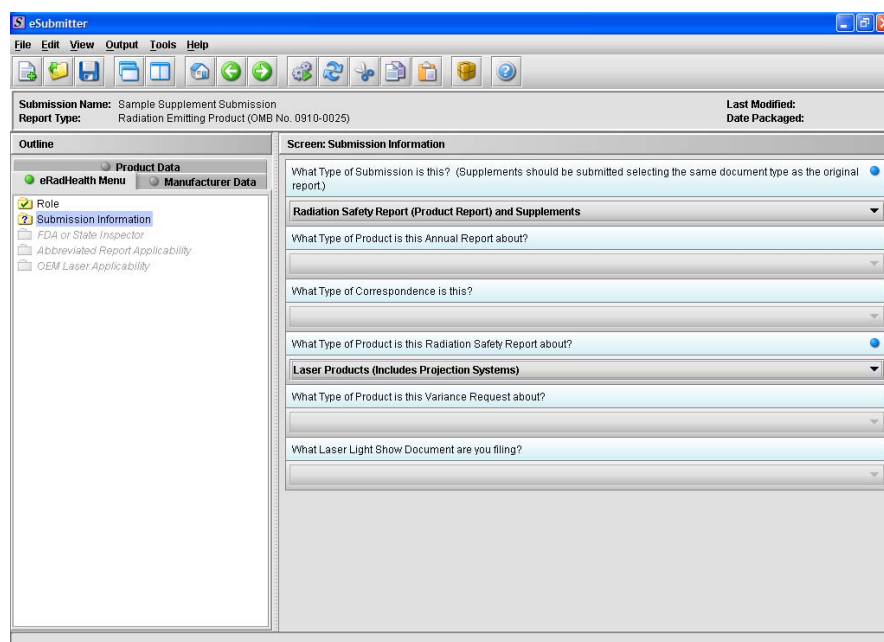 eSubmitter
File Edit View Output Tools Help
Submission Name: Sample Supplement Submission
Last Modified:
Report Type: Radiation Emitting Product (OMB No. 0910-0025)
Date Packaged:
Outline
Product Data
eRadHealth Menu
Manufacturer Data
Role
Submission Information
FDA or State Inspector
Abbreviated Report Applicability
OEM Laser Applicability
Screen: Submission Information
What Type of Submission is this? (Supplements should be submitted selecting the same document type as the original
report.)
Radiation Safety Report (Product Report) and Supplements
What Type of Product is this Annual Report about?
What Type of Correspondence is this?
What Type of Product is this Radiation Safety Report about?
Laser Products (Includes Projection Systems)
What Type of Product is this Variance Request about?
What Laser Light Show Document are you filing?